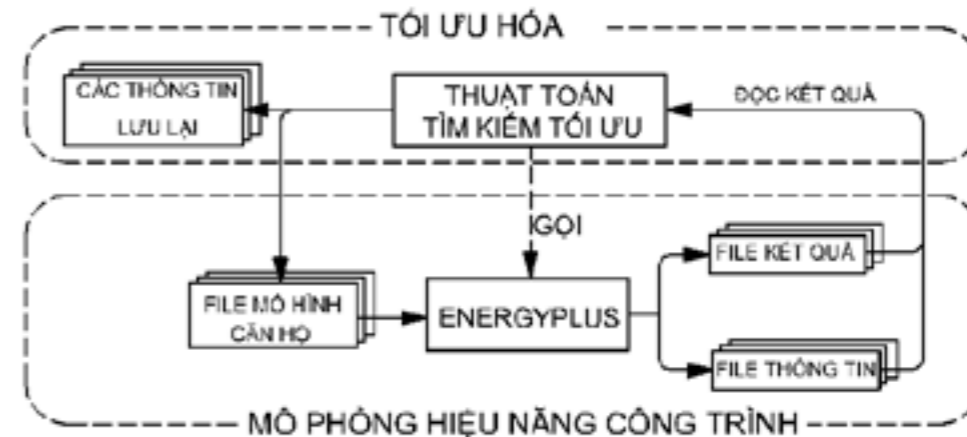 TỐI ƯU HÓA
CÁC THÔNG TIN
LƯU LẠI
THUẬT TOÁN
TÌM KIẾM TỐI ƯU
ĐỌC KẾT QUẢ
GỌI
FILE KẾT QUẢ
FILE MÔ HÌNH
CĂN HỘ
ENERGYPLUS
FILE THÔNG TIN
MÔ PHỎNG HIỆU NĂNG CÔNG TRÌNH